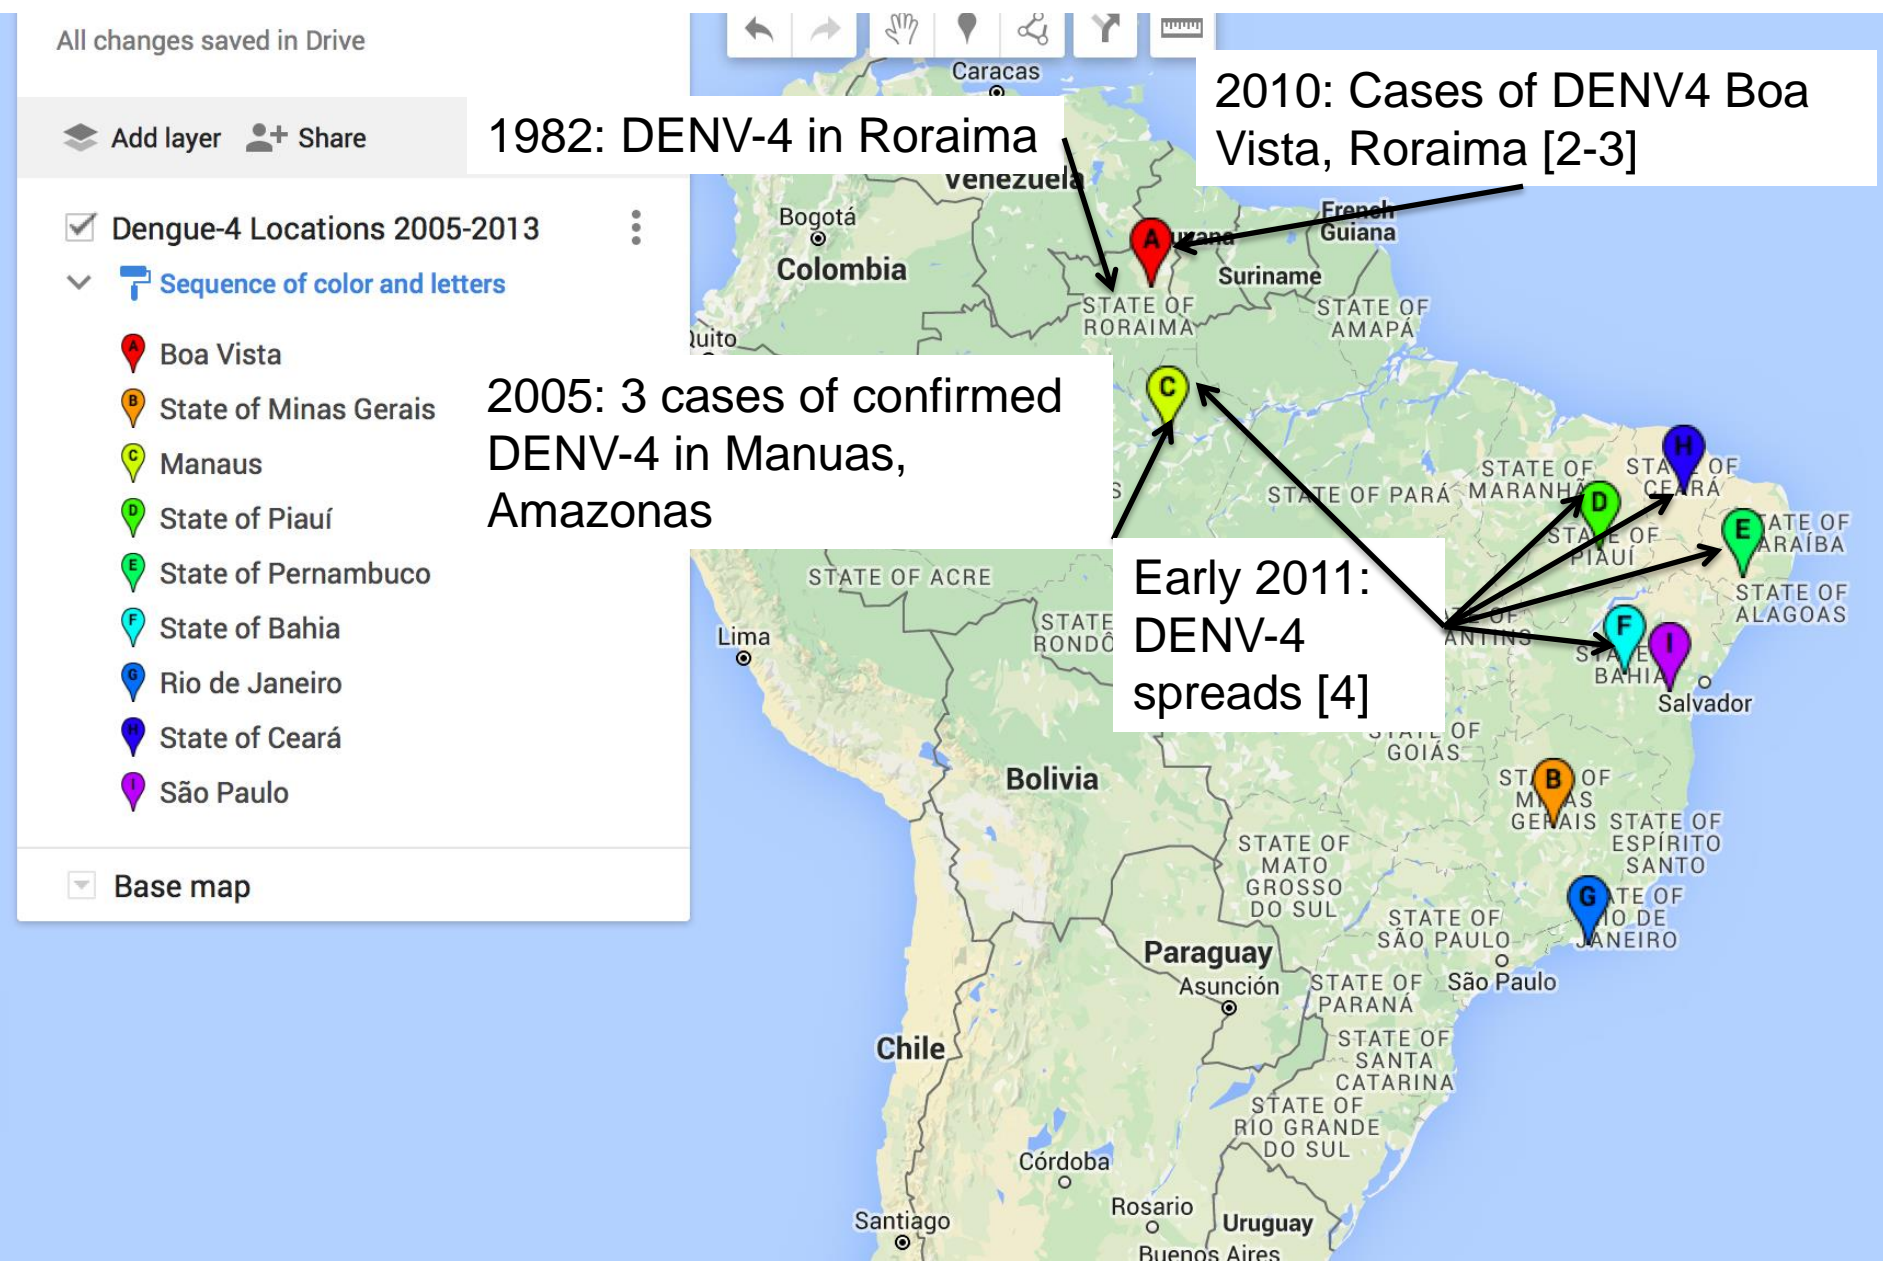 All changes saved in Drive
Add layer
Share
Dengue-4 Locations 2005-2013
Sequence of color and letters
A Boa Vista
B State of Minas Gerais
C Manaus
D State of Piauí
E State of Pernambuco
F State of Bahia
G Rio de Janeiro
H State of Ceará
I São Paulo
Base map
1982: DENV-4 in Roraima
2010: Cases of DENV4 Boa
Vista, Roraima [2-3]
2005: 3 cases of confirmed
DENV-4 in Manuas,
Amazonas
Early 2011:
DENV-4
spreads [4]
Caracas
Venezuela
Bogotá
Colombia
French
Guiana
Suriname
A
STATE OF
RORAIMA
STATE OF
AMAPÁ
C
STATE OF PARÁ
STATE OF
MARANH
H
STATE OF
CEARÁ
D
STATE OF
PIAUÍ
E
STATE OF ACRE
STATE OF
ALAGOAS
Lima
STATE
F
I
BAHIA
Salvador
OF
GOIÁS
Bolivia
B
STATE OF
MINAS
GERAIS
STATE OF
ESPÍRITO
SANTO
STATE OF
MATO
GROSSO
DO SUL
G
JANEIRO
STATE OF
SÃO PAULO
São Paulo
Paraguay
Asunción
STATE OF
PARANÁ
Chile
STATE OF
SANTA
CATARINA
STATE OF
RIO GRANDE
DO SUL
Córdoba
Rosario
Santiago
Uruguay
Buenos Aires